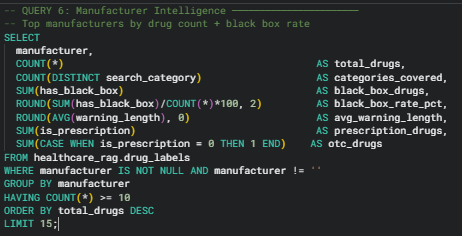 -- QUERY 6: Manufacturer Intelligence ──────────────────────
-- Top manufacturers by drug count + black box rate
SELECT
  manufacturer,
  COUNT(*) AS total_drugs,
  COUNT(DISTINCT search_category) AS categories_covered,
  SUM(has_black_box) AS black_box_drugs,
  ROUND(SUM(has_black_box)/COUNT(*)*100, 2) AS black_box_rate_pct,
  ROUND(AVG(warning_length), 0) AS avg_warning_length,
  SUM(is_prescription) AS prescription_drugs,
  SUM(CASE WHEN is_prescription = 0 THEN 1 END) AS otc_drugs
FROM healthcare_rag.drug_labels
WHERE manufacturer IS NOT NULL AND manufacturer != ''
GROUP BY manufacturer
HAVING COUNT(*) >= 10
ORDER BY total_drugs DESC
LIMIT 15;